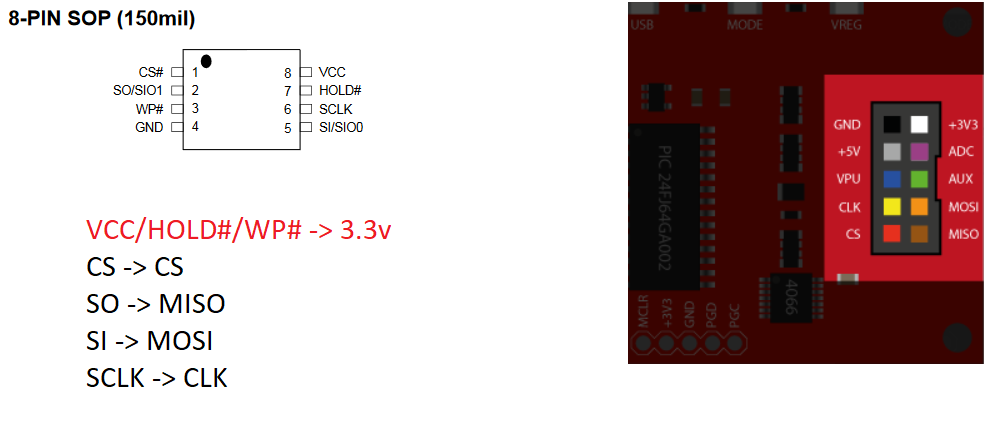 8-PIN SOP (150mil)
CS# 1 8 VCC
SO/SIO1 2 7 HOLD#
WP# 3 6 SCLK
GND 4 5 SI/SIO0
VCC/HOLD#/WP# -> 3.3v
CS -> CS
SO -> MISO
SI -> MOSI
SCLK -> CLK
USB MODE VREG
GND +3V3
+5V ADC
VPU AUX
CLK MOSI
CS MISO
PIC 24FJ64GA002
4066
MCLR +3V3 GND PGD PGC